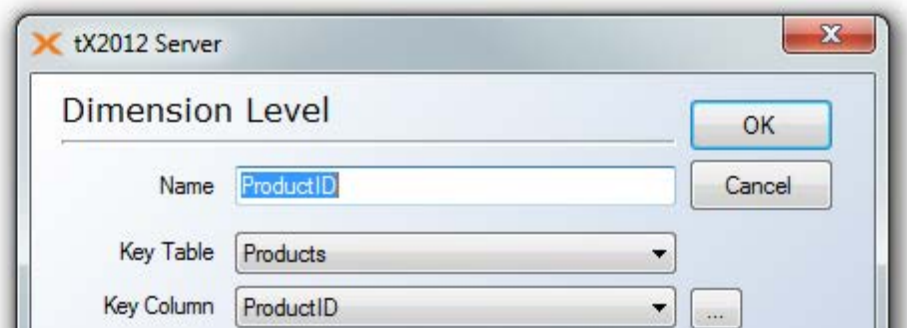 tX2012 Server
Dimension Level
OK
Name ProductID
Cancel
Key Table Products
Key Column ProductID ...